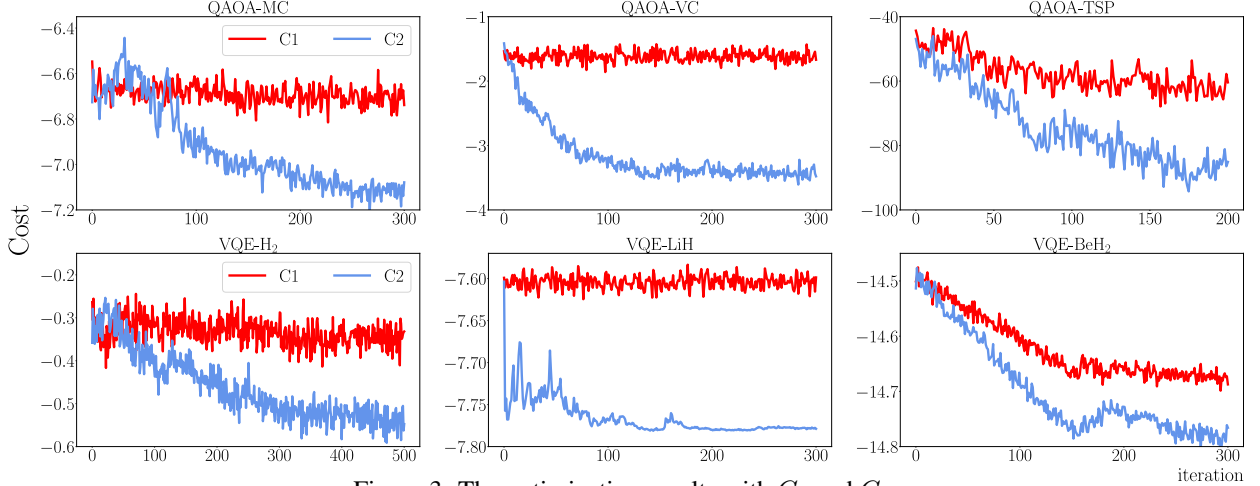 QAOA-MC
−6.4
−6.6
−6.8
−7.0
−7.2
0 100 200 300
C1 C2
QAOA-VC
−1
−2
−3
−4
0 100 200 300
QAOA-TSP
−40
−60
−80
−100
0 50 100 150 200
Cost
VQE-H₂
−0.2
−0.3
−0.4
−0.5
−0.6
0 100 200 300 400 500
C1 C2
VQE-LiH
−7.60
−7.65
−7.70
−7.75
−7.80
0 100 200 300
VQE-BeH₂
−14.5
−14.6
−14.7
−14.8
0 100 200 300
iteration